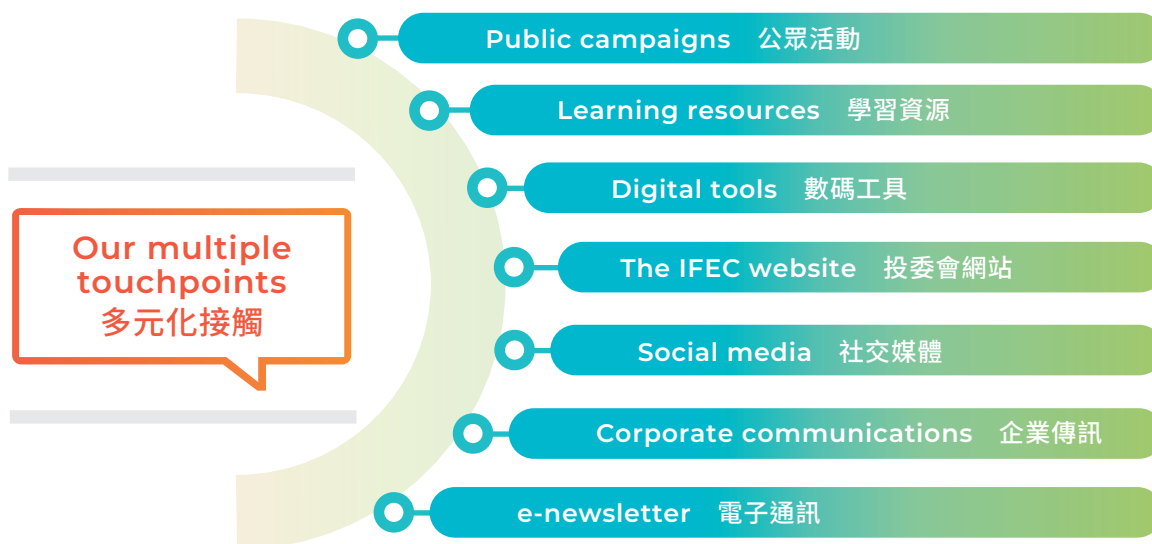 Public campaigns 公眾活動
Learning resources 學習資源
Digital tools 數碼工具
Our multiple
touchpoints
多元化接觸
The IFEC website 投委會網站
Social media 社交媒體
Corporate communications 企業傳訊
e-newsletter 電子通訊